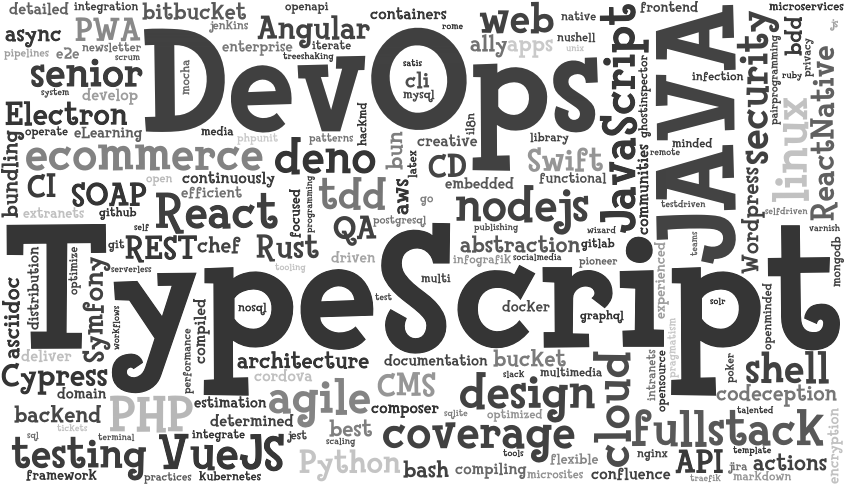 detailed
integration
bitbucket
openapi
containers
rome
web
native
frontend
microservices
async
PWA
jenkins
Angular
enterprise
iterate
treeshaking
ally
apps
nushell
unix
JavaScript
JAVA
Security
bdd
privacy
pipelines
e2e
newsletter
scrum
DevOps
mocha
satis
cli
mysql
infection
ghostinspector
pairprogramming
ruby
senior
system
develop
Electron
operate
eLearning
media
phpunit
patterns
hackmd
bun
creative
il8n
library
minded
remote
linux
ReactNative
bundling
ecommerce
deno
latex
CD
Swift
functional
communities
CI
SOAP
open
continuously
efficient
focused
programming
tdd
aws
go
embedded
testdriven
Wordpress
selfdriven
extranets
github
self
React
QA
postgresql
nodejs
publishing
wizard
varnish
git
REST
chef
Rust
driven
infografik
abstraction
socialmedia
gitlab
pioneer
experienced
teams
mongodb
TypeScript
distribution
optimize
serverless
tooling
multi
test
nosql
docker
graphql
solr
openminded
Asciidoc
Symfony
workflows
compiled
performance
pragmatism
deliver
architecture
documentation
bucket
cloud
intranets
opensource
poker
shell
Cypress
domain
cordova
CMS
slack
multimedia
design
codeception
backend
PHP
estimation
agile
composer
sqlite
optimized
talented
fullstack
encryption
sql
tickets
terminal
determined
integrate
jest
best
scaling
coverage
tools
testing
VueJS
Python
bash
compiling
flexible
microsites
confluence
nginx
API
template
traefik
jira
actions
markdown
framework
practices
Kubernetes